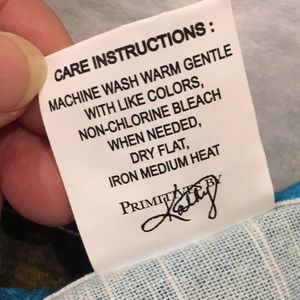 CARE INSTRUCTIONS :
MACHINE WASH WARM GENTLE
WITH LIKE COLORS,
NON-CHLORINE BLEACH
WHEN NEEDED,
DRY FLAT,
IRON MEDIUM HEAT
PRIMITIVES BY
Kathy